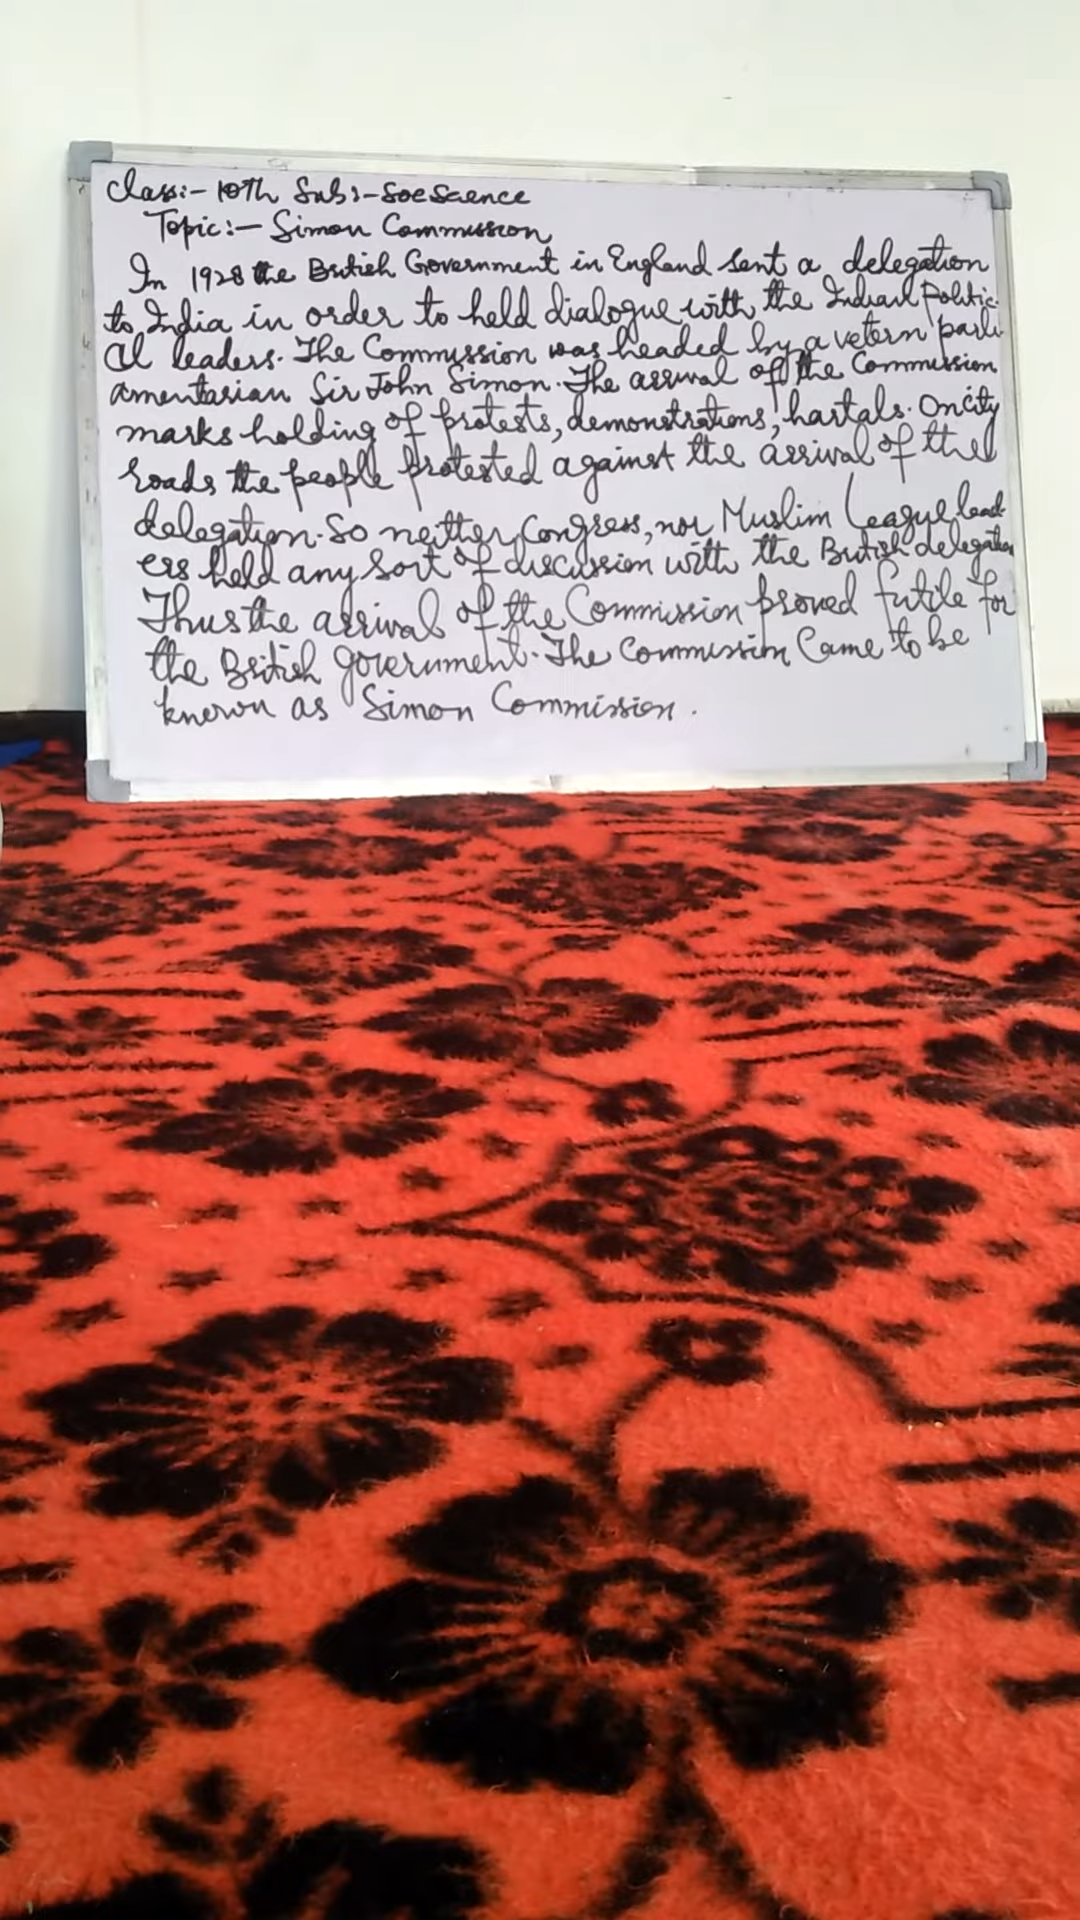 Class:- 10th Sub:- Soc Science
Topic:- Simon Commission
In 1928 the British Government in England sent a delegation
to India in order to held dialogue with the Indian Politic-
al leaders. The Commission was headed by a vetern parli-
amentarian Sir John Simon. The arrival of the Commission
marks holding of protests, demonstrations, hartals. On city
roads the people protested against the arrival of the
delegation. So neither Congress, nor Muslim League lead-
ers held any sort of discussion with the British delegation
Thus the arrival of the Commission proved futile for
the British government. The Commission Came to be
known as Simon Commission.